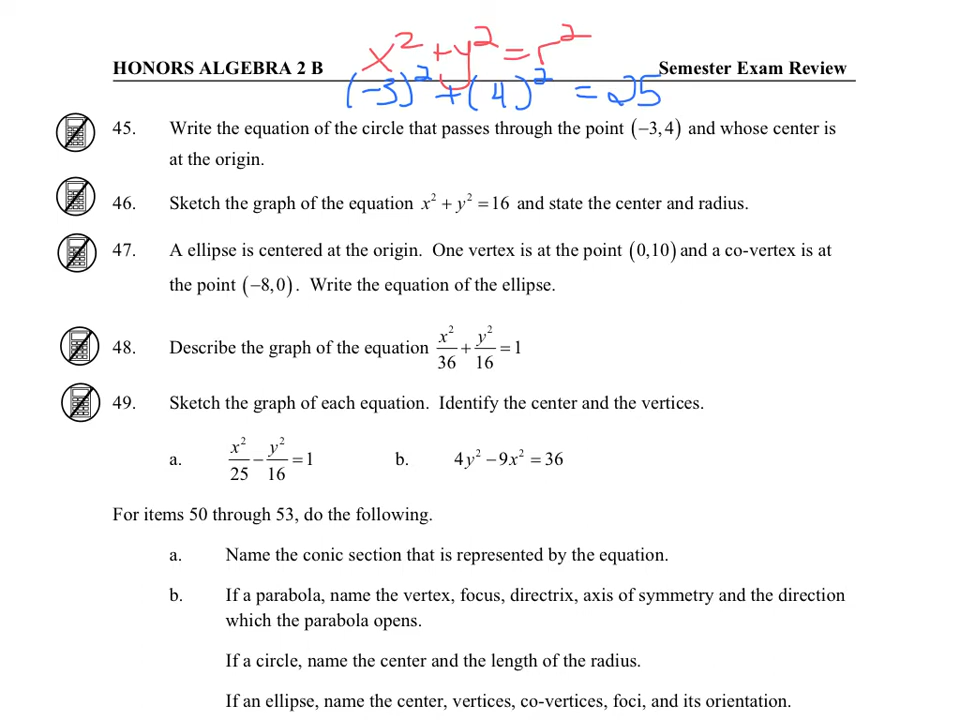 x² + y² = r²
HONORS ALGEBRA 2 B Semester Exam Review
(-3)² + (4)² = 25
45. Write the equation of the circle that passes through the point (−3,4) and whose center is
at the origin.
46. Sketch the graph of the equation x² + y² = 16 and state the center and radius.
47. A ellipse is centered at the origin. One vertex is at the point (0,10) and a co-vertex is at
the point (−8,0). Write the equation of the ellipse.
48. Describe the graph of the equation x²/36 + y²/16 = 1
49. Sketch the graph of each equation. Identify the center and the vertices.
a. x²/25 − y²/16 = 1 b. 4y² − 9x² = 36
For items 50 through 53, do the following.
a. Name the conic section that is represented by the equation.
b. If a parabola, name the vertex, focus, directrix, axis of symmetry and the direction
which the parabola opens.
If a circle, name the center and the length of the radius.
If an ellipse, name the center, vertices, co-vertices, foci, and its orientation.